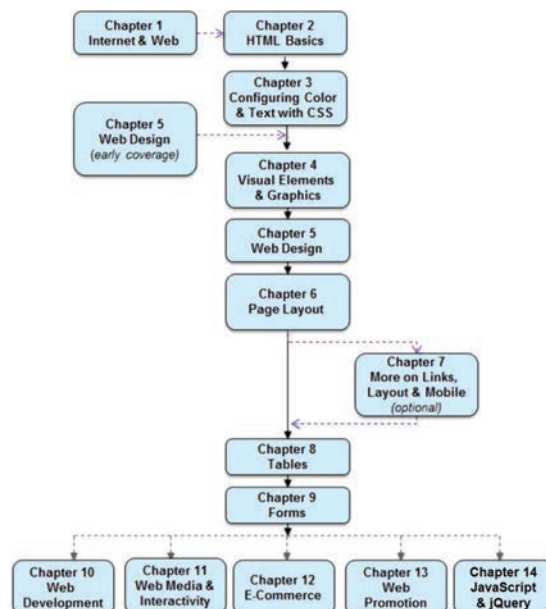 Chapter 1
Internet & Web
Chapter 2
HTML Basics
Chapter 3
Configuring Color
& Text with CSS
Chapter 5
Web Design
(early coverage)
Chapter 4
Visual Elements
& Graphics
Chapter 5
Web Design
Chapter 6
Page Layout
Chapter 7
More on Links,
Layout & Mobile
(optional)
Chapter 8
Tables
Chapter 9
Forms
Chapter 10
Web
Development
Chapter 11
Web Media &
Interactivity
Chapter 12
E-Commerce
Chapter 13
Web
Promotion
Chapter 14
JavaScript
& jQuery